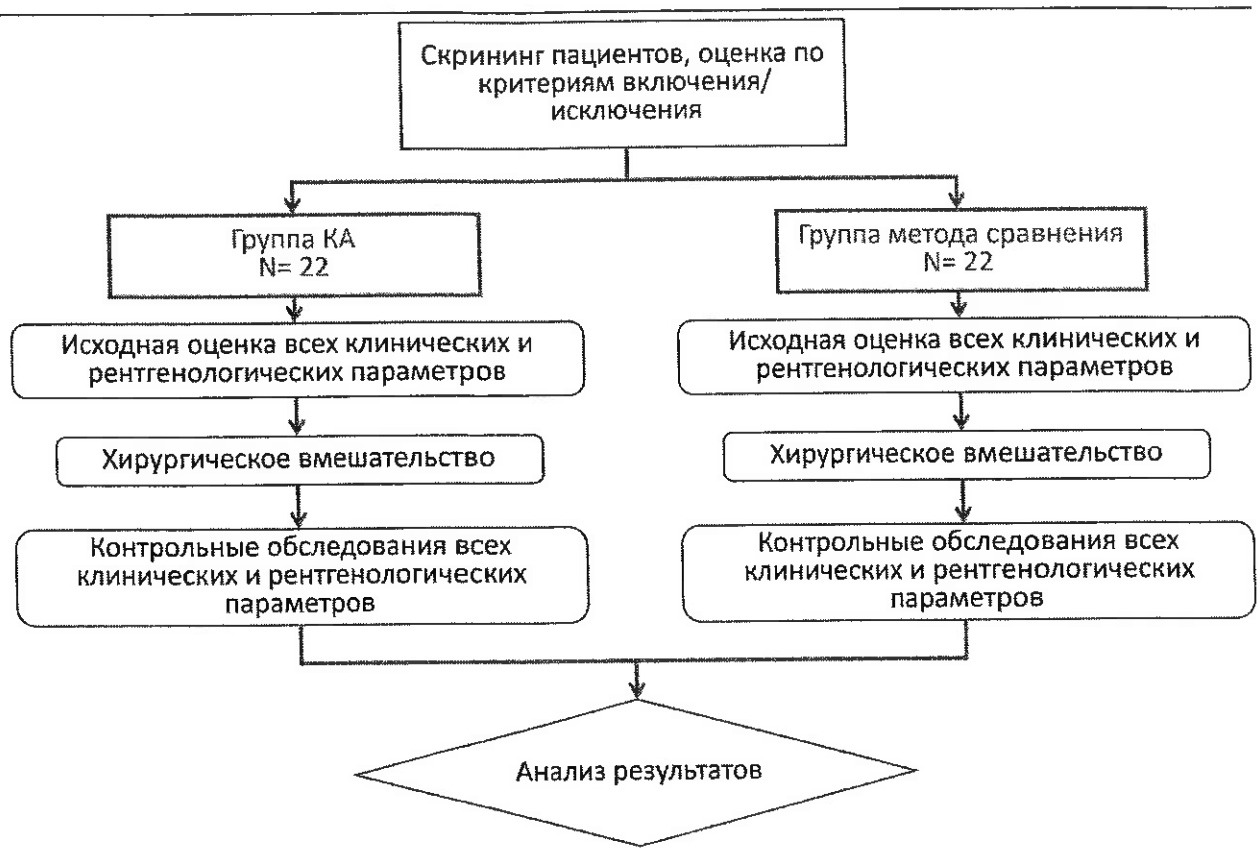 Скрининг пациентов, оценка по
критериям включения/
исключения
Группа КА
N= 22
Группа метода сравнения
N= 22
Исходная оценка всех клинических и
рентгенологических параметров
Исходная оценка всех клинических и
рентгенологических параметров
Хирургическое вмешательство
Хирургическое вмешательство
Контрольные обследования всех
клинических и рентгенологических
параметров
Контрольные обследования всех
клинических и рентгенологических
параметров
Анализ результатов